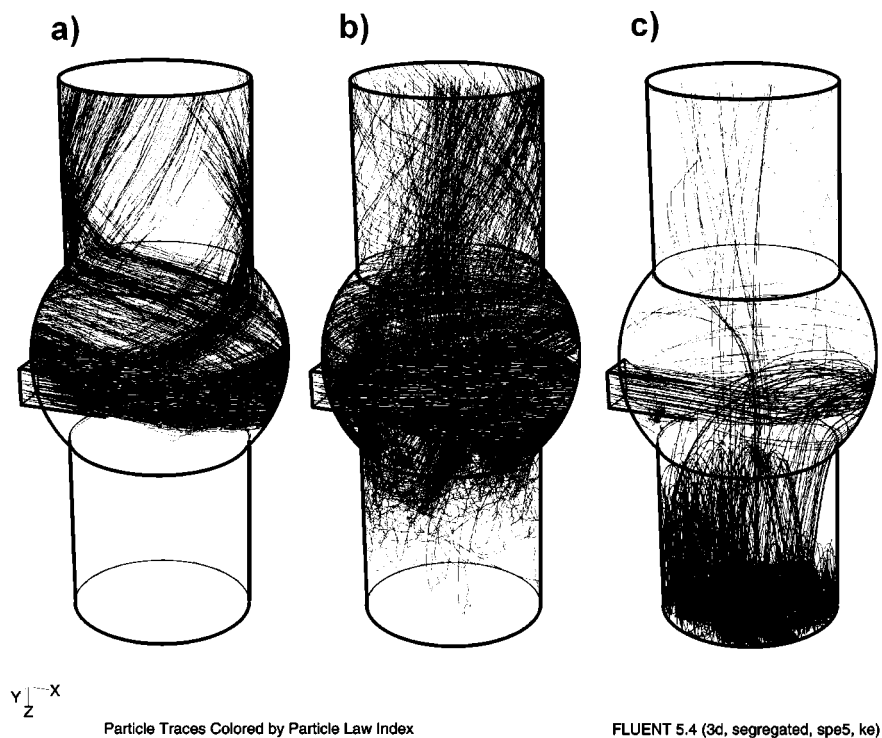 a) b) c)
Y X
Z
Particle Traces Colored by Particle Law Index FLUENT 5.4 (3d, segregated, spe5, ke)